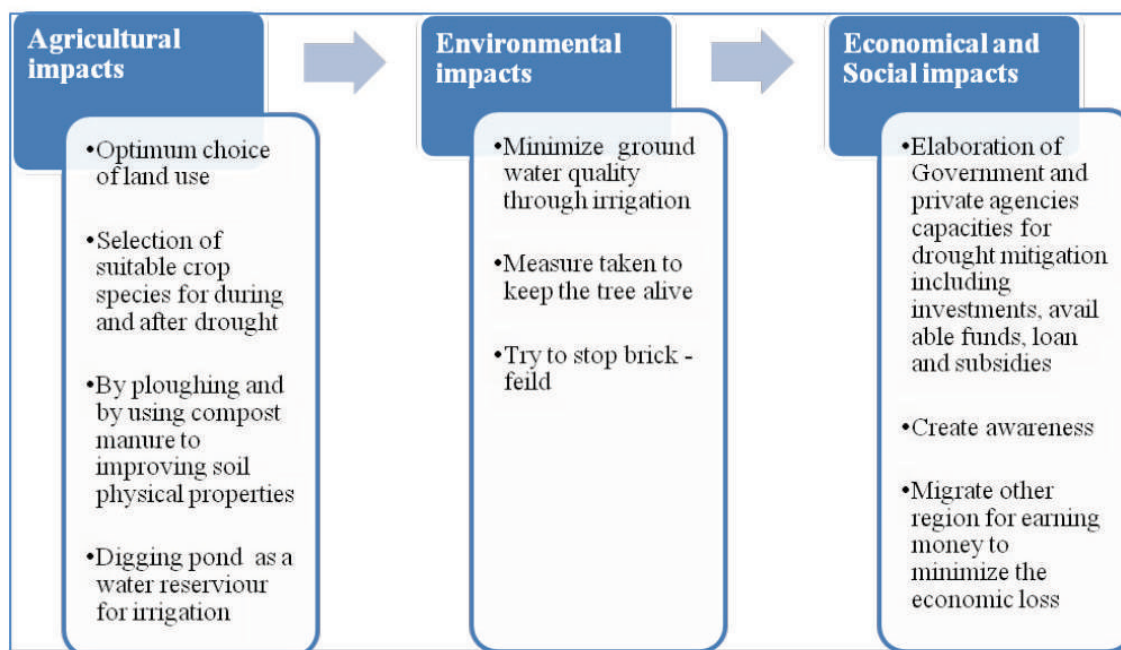 Agricultural
impacts
•Optimum choice
of land use
•Selection of
suitable crop
species for during
and after drought
•By ploughing and
by using compost
manure to
improving soil
physical properties
•Digging pond as a
water reserviour
for irrigation
Environmental
impacts
•Minimize ground
water quality
through irrigation
•Measure taken to
keep the tree alive
•Try to stop brick -
feild
Economical and
Social impacts
•Elaboration of
Government and
private agencies
capacities for
drought mitigation
including
investments, avail
able funds, loan
and subsidies
•Create awareness
•Migrate other
region for earning
money to
minimize the
economic loss